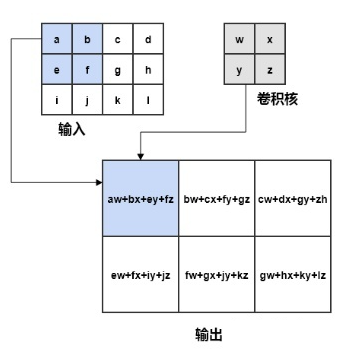 a b c d
e f g h
i j k l
输入
w x
y z
卷积核
aw+bx+ey+fz bw+cx+fy+gz cw+dx+gy+zh
ew+fx+iy+jz fw+gx+jy+kz gw+hx+ky+lz
输出